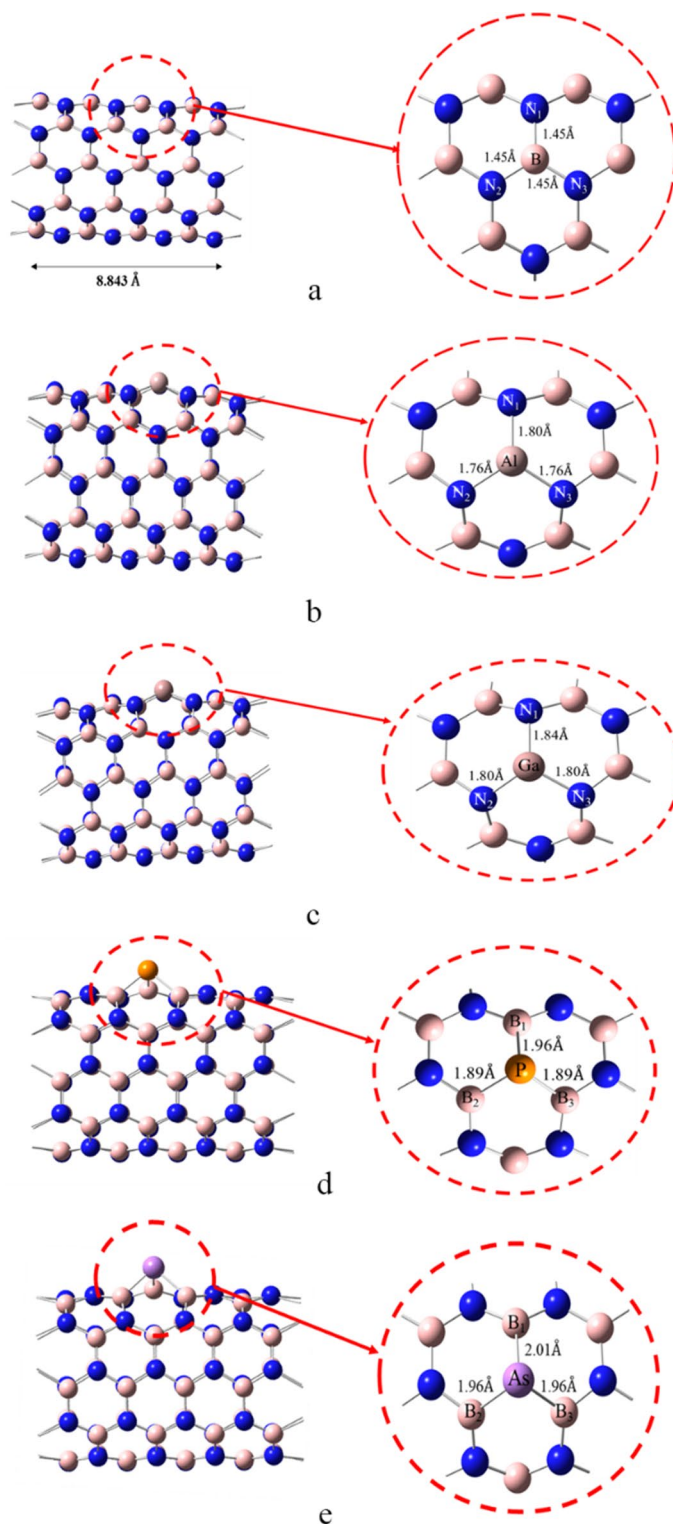 N1
1.45Å
B
1.45Å
1.45Å
N2
N3
8.843 Å
a
N1
1.80Å
Al
1.76Å
1.76Å
N2
N3
b
N1
1.84Å
Ga
1.80Å
1.80Å
N2
N3
c
B1
1.96Å
P
1.89Å
1.89Å
B2
B3
d
B1
2.01Å
As
1.96Å
1.96Å
B2
B3
e